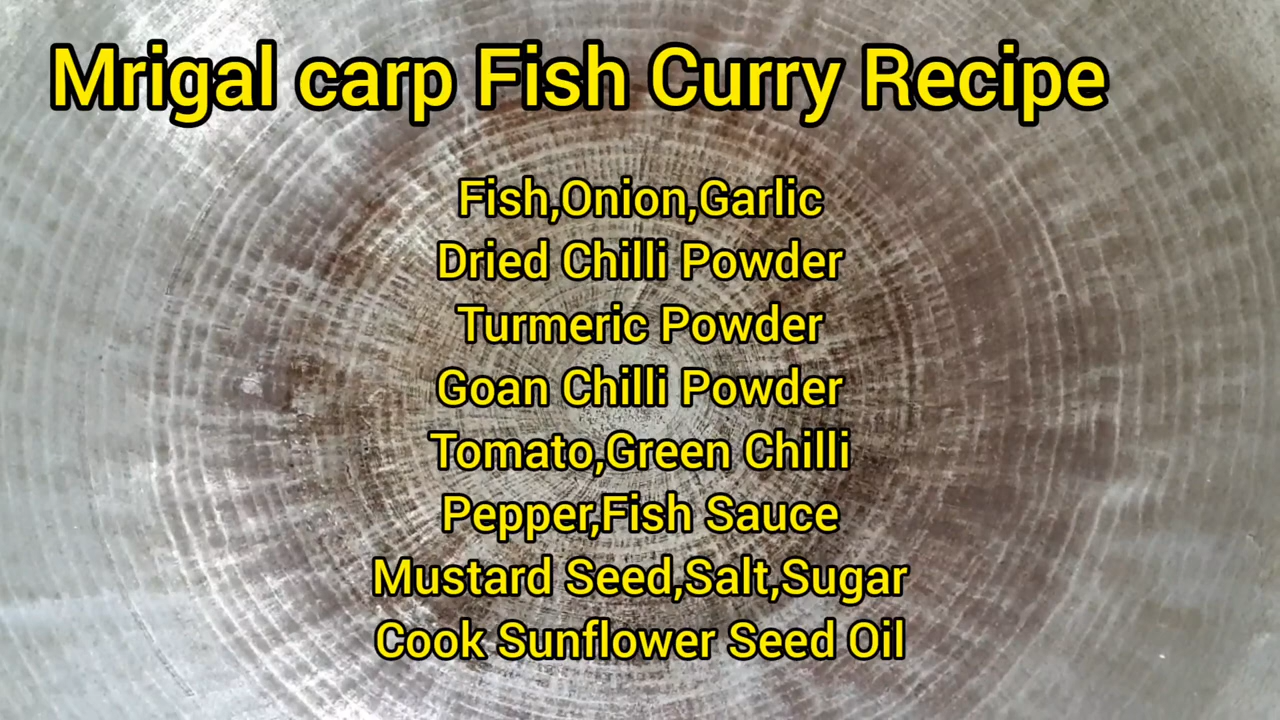 Mrigal carp Fish Curry Recipe
Fish,Onion,Garlic
Dried Chilli Powder
Turmeric Powder
Goan Chilli Powder
Tomato,Green Chilli
Pepper,Fish Sauce
Mustard Seed,Salt,Sugar
Cook Sunflower Seed Oil